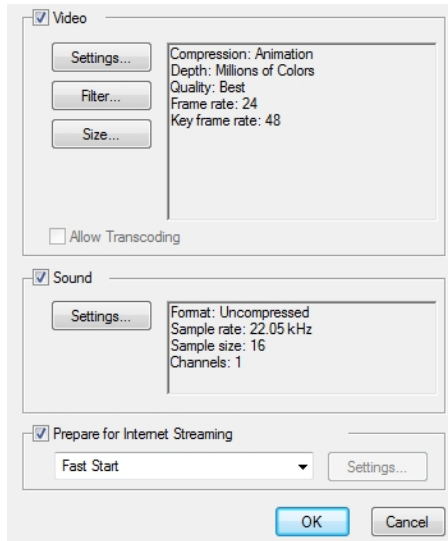 Video
Settings...
Compression: Animation
Depth: Millions of Colors
Quality: Best
Frame rate: 24
Key frame rate: 48
Filter...
Size...
Allow Transcoding
Sound
Settings...
Format: Uncompressed
Sample rate: 22.05 kHz
Sample size: 16
Channels: 1
Prepare for Internet Streaming
Fast Start
Settings...
OK
Cancel